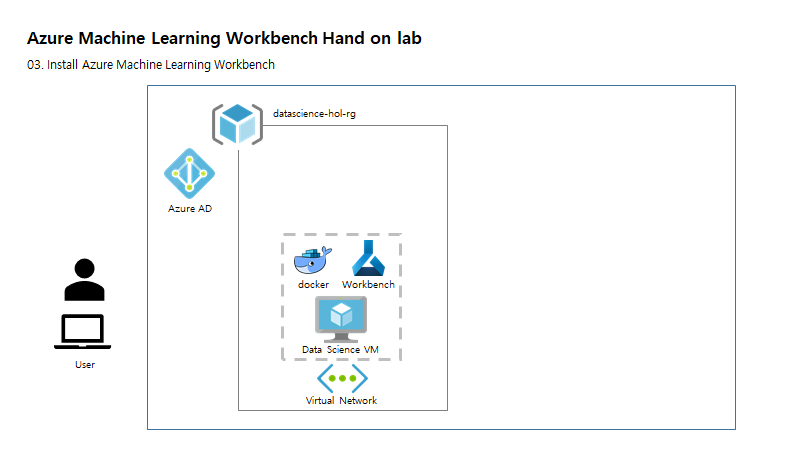 Azure Machine Learning Workbench Hand on lab
03. Install Azure Machine Learning Workbench
datascience-hol-rg
Azure AD
docker
Workbench
Data Science VM
User
Virtual Network